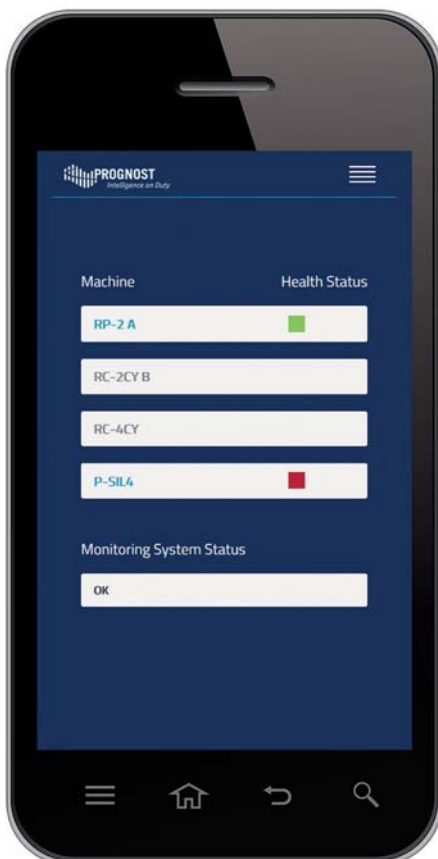 PROGNOST
Intelligence on Duty
Machine Health Status
RP-2 A
RC-2CY B
RC-4CY
P-SIL4
Monitoring System Status
OK